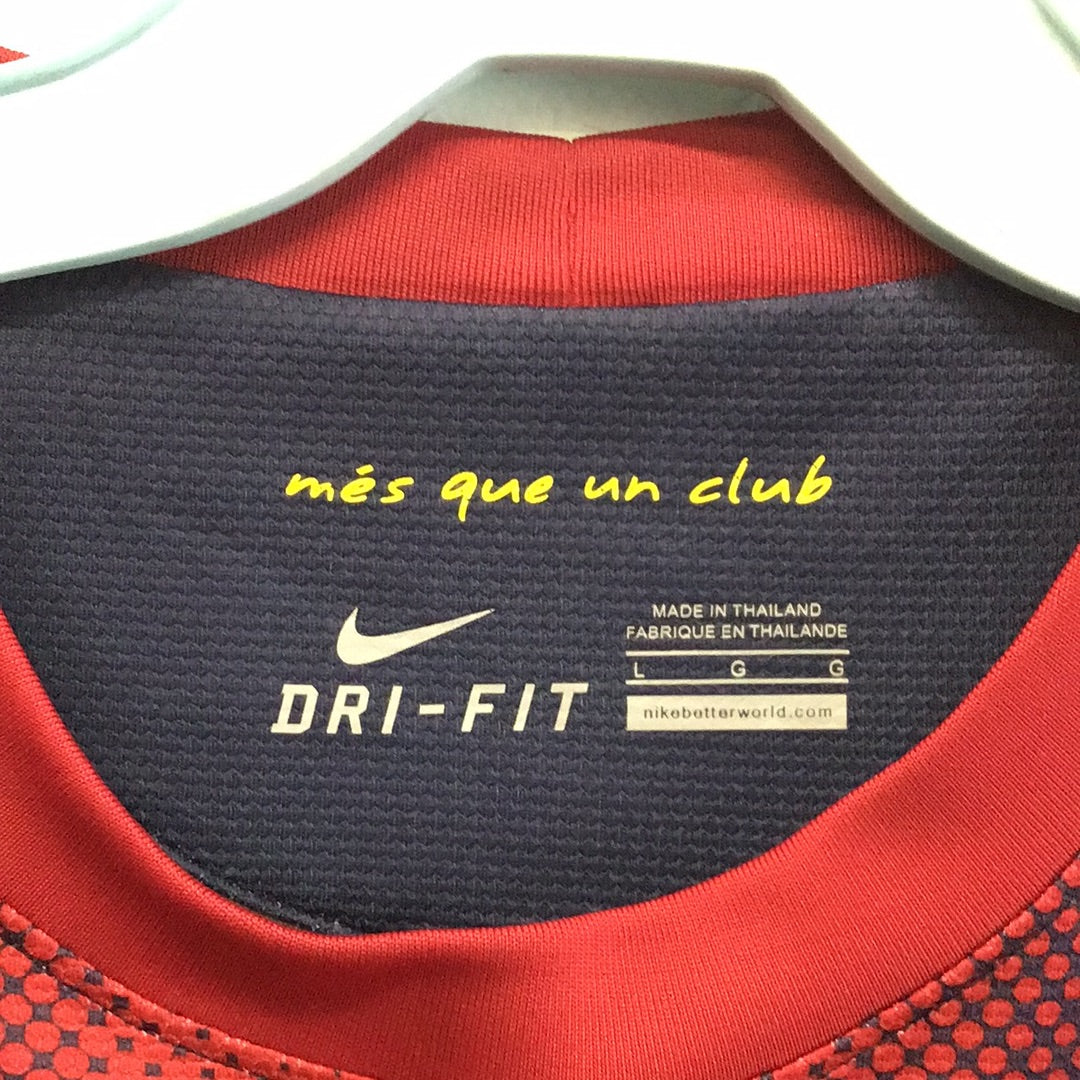 més que un club
DRI-FIT
MADE IN THAILAND
FABRIQUE EN THAILANDE
L G G
nikebetterworld.com